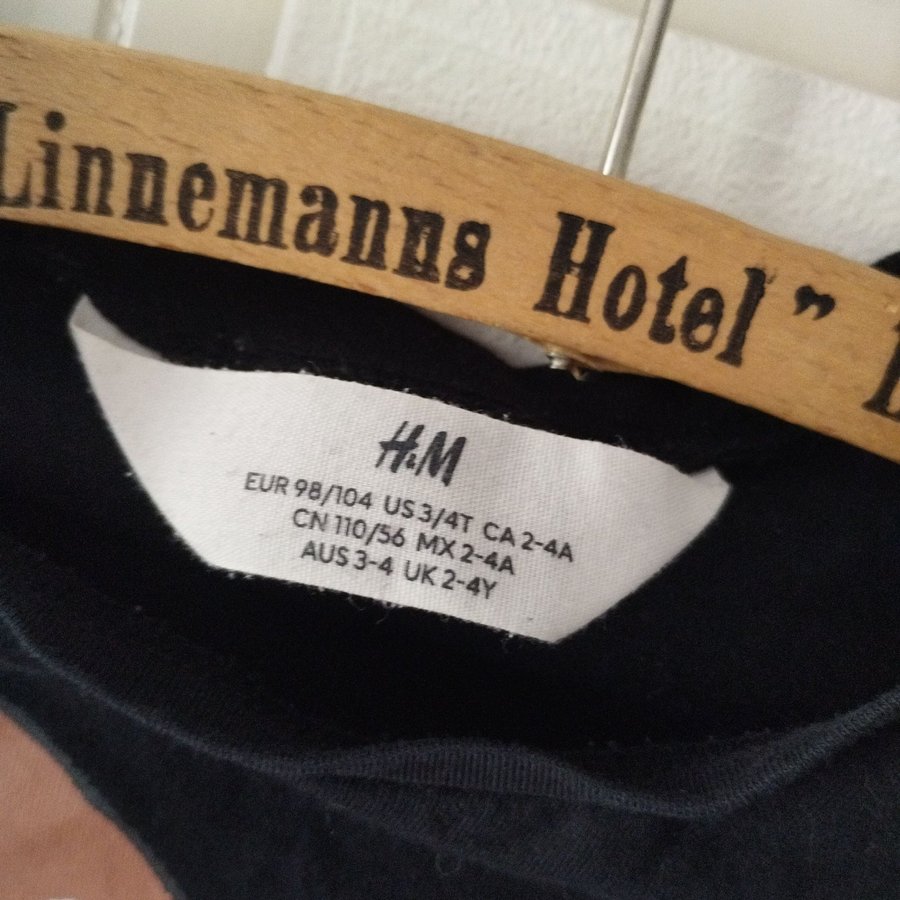 Linnemanns Hotel”
H&M
EUR 98/104 US 3/4T CA 2-4A
CN 110/56 MX 2-4A
AUS 3-4 UK 2-4Y